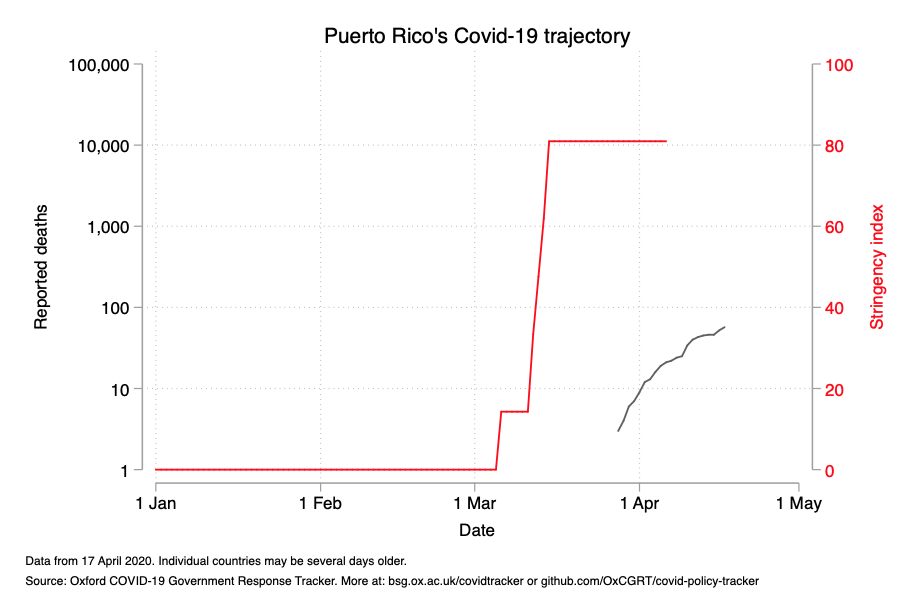 Puerto Rico's Covid-19 trajectory
100,000
10,000
1,000
100
10
1
Reported deaths
100
80
60
40
20
0
Stringency index
1 Jan
1 Feb
1 Mar
1 Apr
1 May
Date
Data from 17 April 2020. Individual countries may be several days older.
Source: Oxford COVID-19 Government Response Tracker. More at: bsg.ox.ac.uk/covidtracker or github.com/OxCGRT/covid-policy-tracker